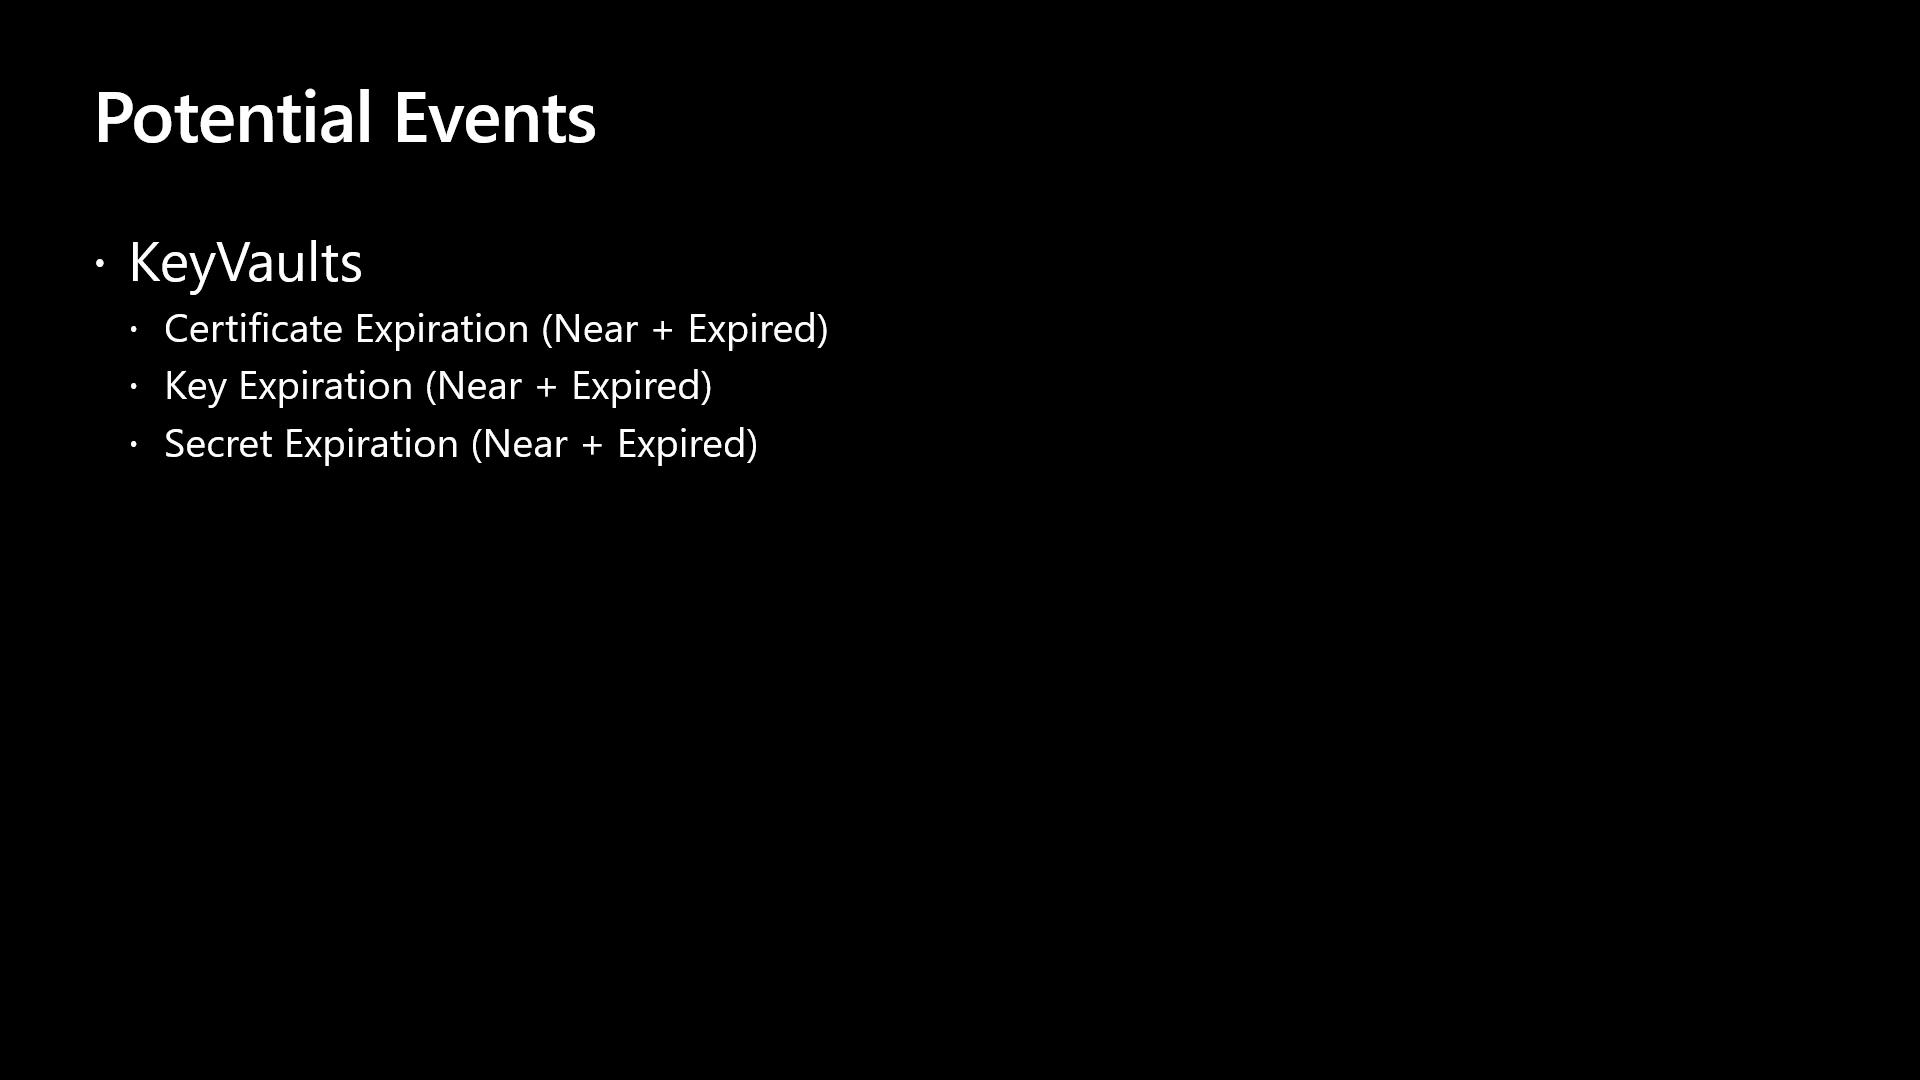 Potential Events
· KeyVaults
· Certificate Expiration (Near + Expired)
· Key Expiration (Near + Expired)
· Secret Expiration (Near + Expired)